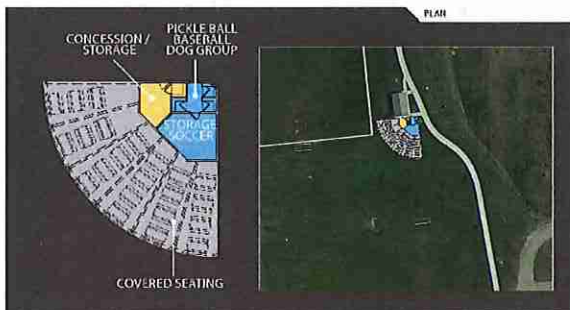 PLAN
CONCESSION /
STORAGE
PICKLE BALL
BASEBALL
DOG GROUP
STORAGE
SOCCER
COVERED SEATING